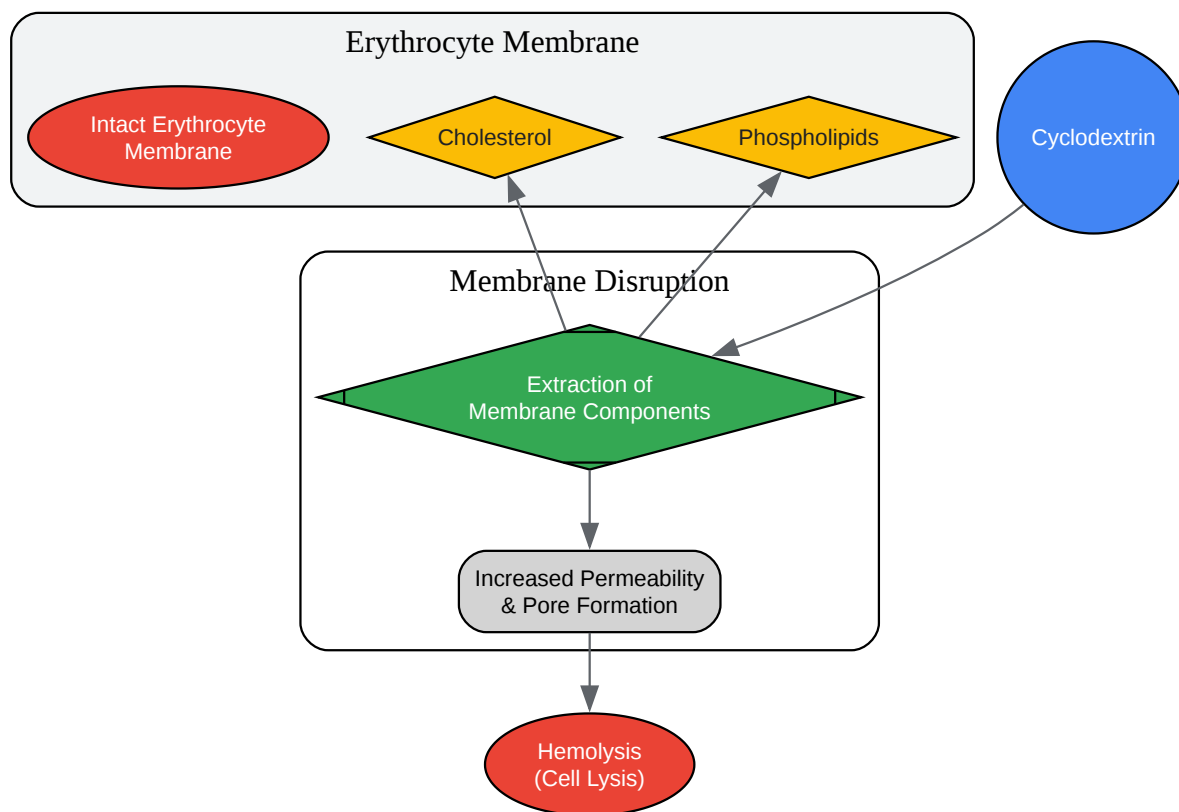 Erythrocyte Membrane
Intact Erythrocyte
Membrane
Cholesterol
Phospholipids
Cyclodextrin
Membrane Disruption
Extraction of
Membrane Components
Increased Permeability
& Pore Formation
Hemolysis
(Cell Lysis)